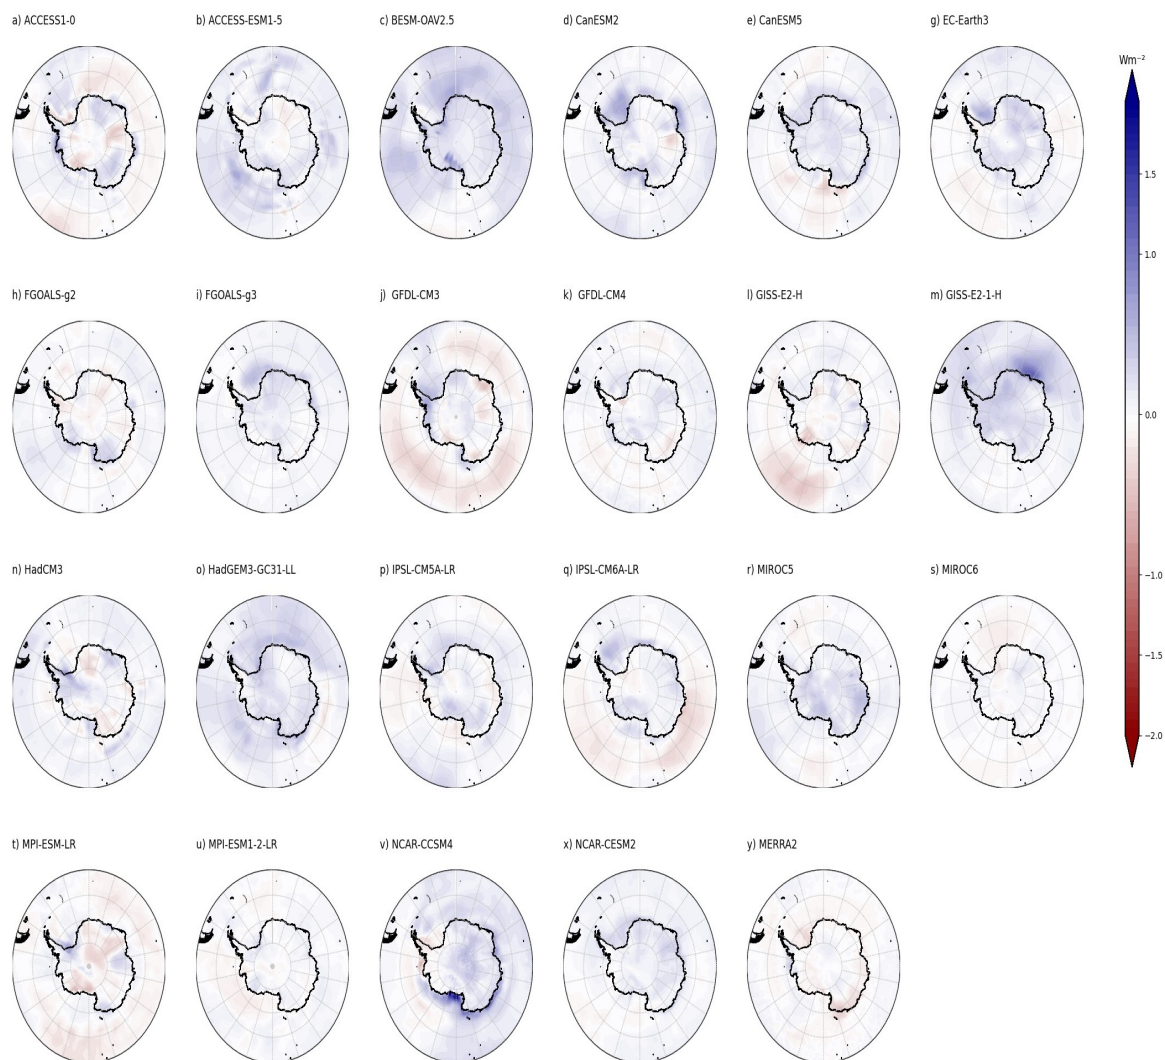 a) ACCESS1-0
b) ACCESS-ESM1-5
c) BESM-OAV2.5
d) CanESM2
e) CanESM5
g) EC-Earth3
Wm⁻²
1.5
1.0
0.0
−1.0
−1.5
−2.0
h) FGOALS-g2
i) FGOALS-g3
j) GFDL-CM3
k) GFDL-CM4
l) GISS-E2-H
m) GISS-E2-1-H
n) HadCM3
o) HadGEM3-GC31-LL
p) IPSL-CM5A-LR
q) IPSL-CM6A-LR
r) MIROC5
s) MIROC6
t) MPI-ESM-LR
u) MPI-ESM1-2-LR
v) NCAR-CCSM4
x) NCAR-CESM2
y) MERRA2